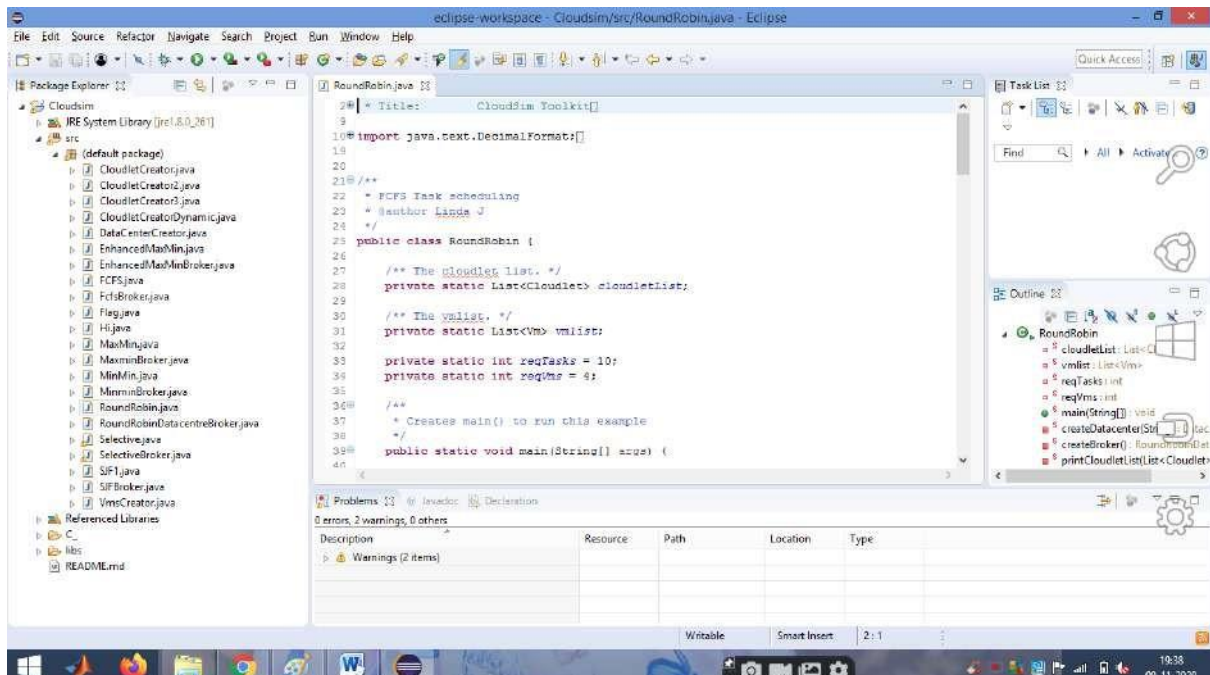 eclipse-workspace - Cloudsim/src/RoundRobin.java - Eclipse
File Edit Source Refactor Navigate Search Project Run Window Help
Quick Access
Package Explorer
Cloudsim
JRE System Library [jre1.8.0_261]
src
(default package)
CloudletCreator.java
CloudletCreator2.java
CloudletCreator3.java
CloudletCreatorDynamic.java
DataCenterCreator.java
EnhancedMaxMin.java
EnhancedMaxMinBroker.java
FCFS.java
FcfsBroker.java
Flag.java
Hi.java
MaxMin.java
MaxminBroker.java
MinMin.java
MinminBroker.java
RoundRobin.java
RoundRobinDatacentreBroker.java
Selective.java
SelectiveBroker.java
SJF1.java
SJFBroker.java
VmsCreator.java
Referenced Libraries
C_
libs
README.md
RoundRobin.java
2 * Title: CloudSim Toolkit
9
10 import java.text.DecimalFormat;
19
20
21 /**
22 * FCFS Task scheduling
23 * @author Linda J
24 */
25 public class RoundRobin {
26
27 /** The cloudlet list. */
28 private static List<Cloudlet> cloudletList;
29
30 /** The vmlist. */
31 private static List<Vm> vmlist;
32
33 private static int reqTasks = 10;
34 private static int reqVms = 4;
35
36 /**
37 * Creates main() to run this example
38 */
39 public static void main(String[] args) {
40
Task List
Find All Activate
Outline
RoundRobin
cloudletList : List<Cl
vmlist : List<Vm>
reqTasks : int
reqVms : int
main(String[]) : void
createDatacenter(Str
createBroker() :
printCloudletList(List<Cloudlet>
Problems Javadoc Declaration
0 errors, 2 warnings, 0 others
Description Resource Path Location Type
Warnings (2 items)
Writable Smart Insert 2 : 1
19:38